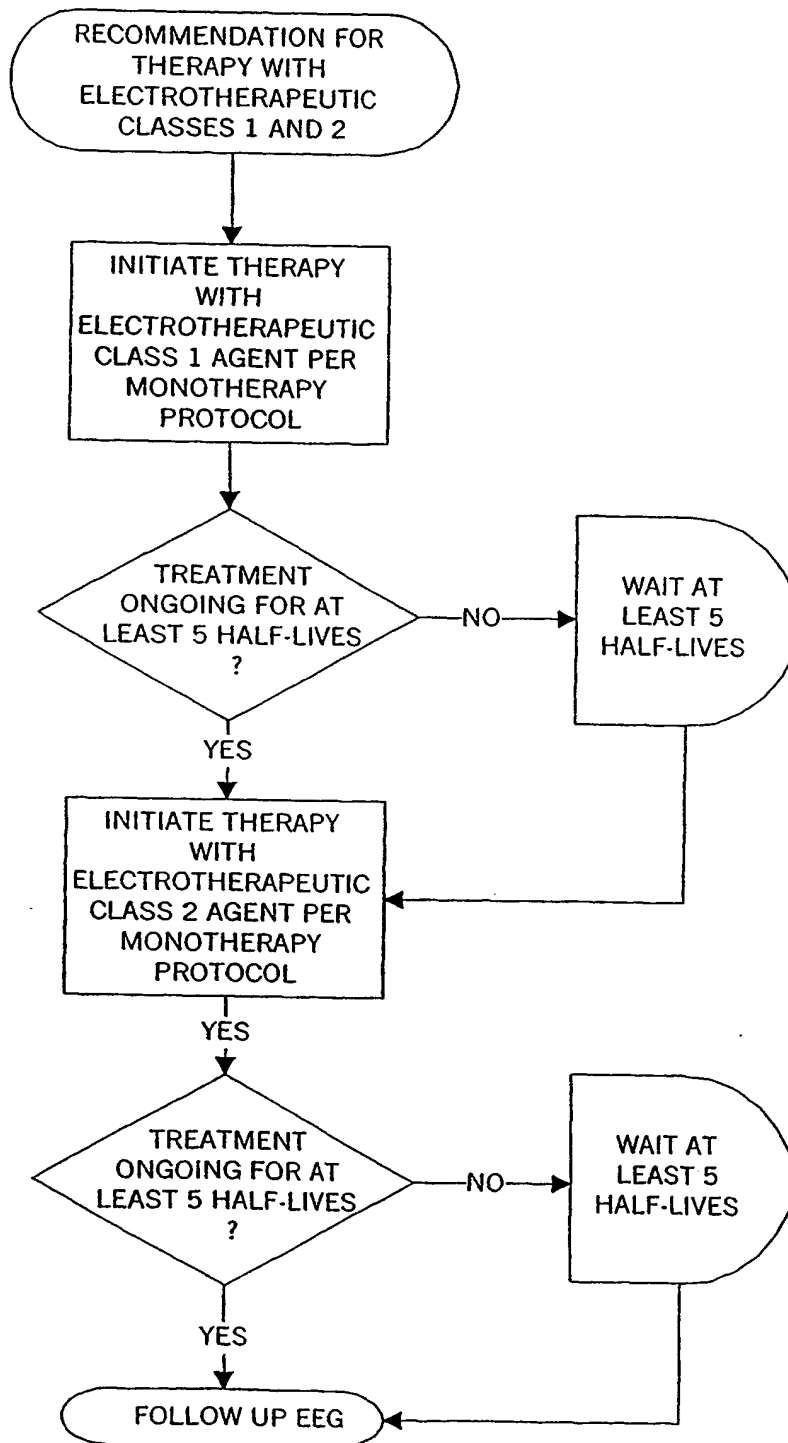 RECOMMENDATION FOR
THERAPY WITH
ELECTROTHERAPEUTIC
CLASSES 1 AND 2
INITIATE THERAPY
WITH
ELECTROTHERAPEUTIC
CLASS 1 AGENT PER
MONOTHERAPY
PROTOCOL
TREATMENT
ONGOING FOR AT
LEAST 5 HALF-LIVES
?
NO
WAIT AT
LEAST 5
HALF-LIVES
YES
INITIATE THERAPY
WITH
ELECTROTHERAPEUTIC
CLASS 2 AGENT PER
MONOTHERAPY
PROTOCOL
YES
TREATMENT
ONGOING FOR AT
LEAST 5 HALF-LIVES
?
NO
WAIT AT
LEAST 5
HALF-LIVES
YES
FOLLOW UP EEG